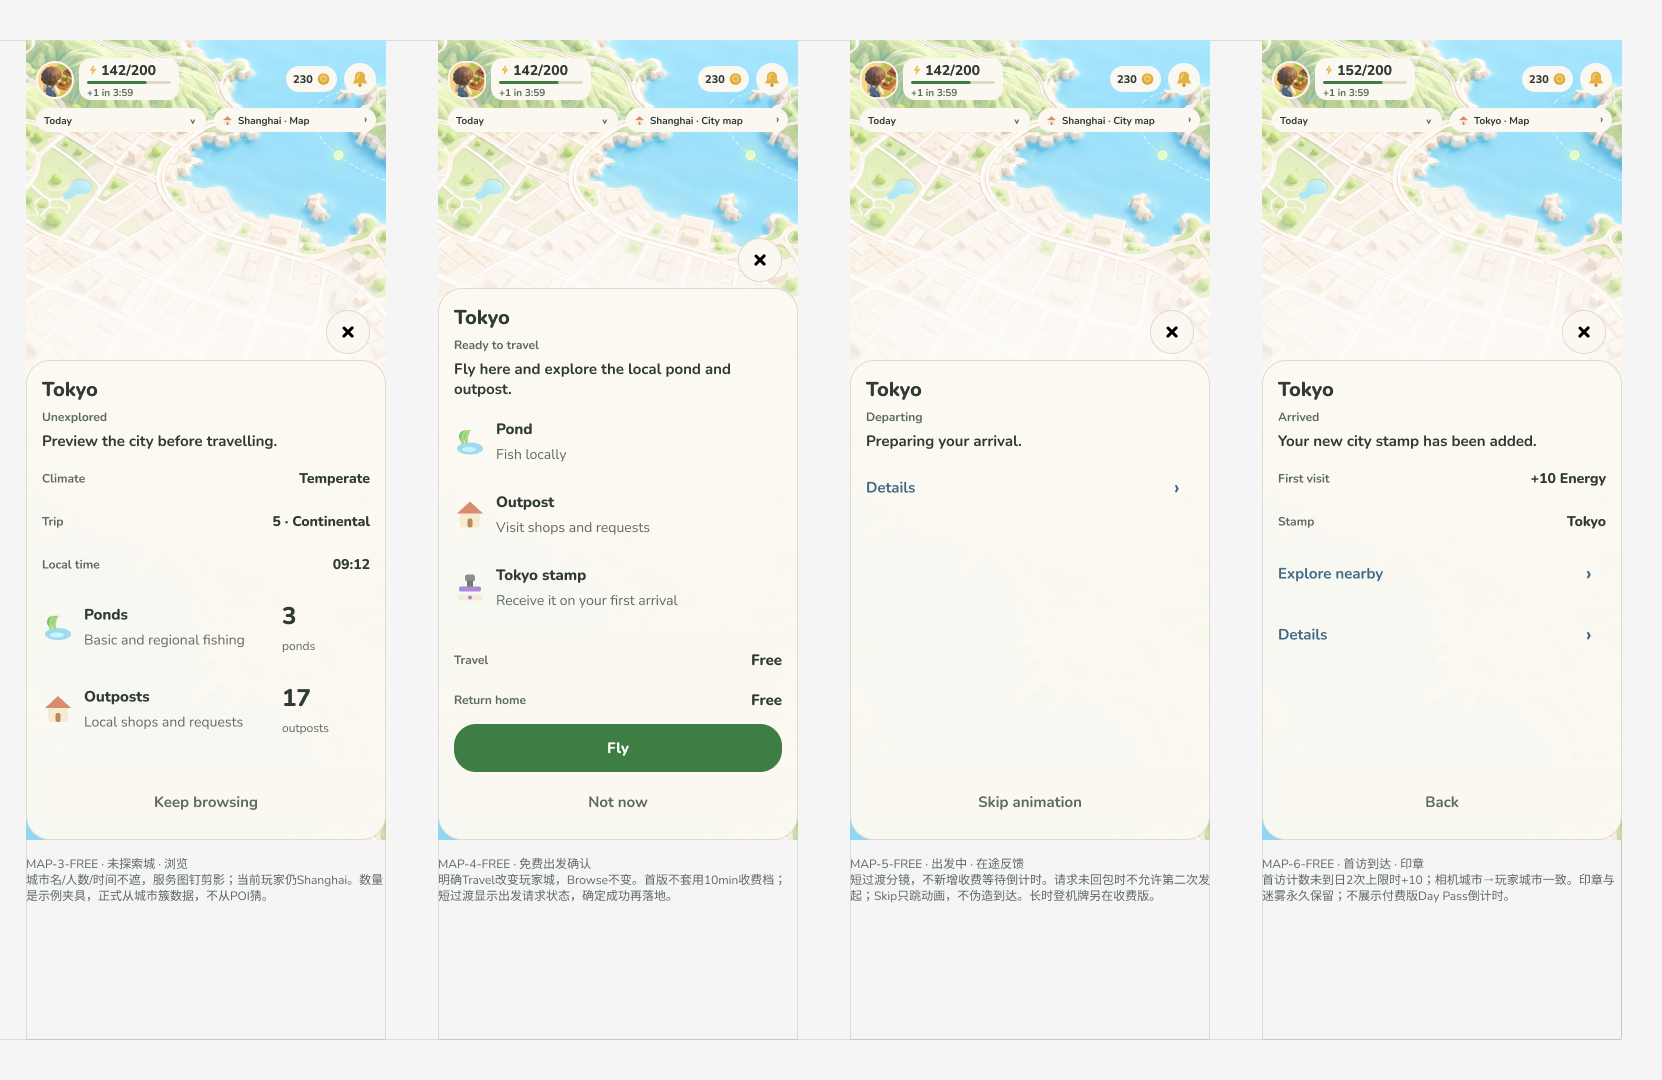 142/200
+1 in 3:59
230
Today
Shanghai · Map
Tokyo
Unexplored
Preview the city before travelling.
Climate
Temperate
Trip
5 · Continental
Local time
09:12
Ponds
Basic and regional fishing
3
ponds
Outposts
Local shops and requests
17
outposts
Keep browsing
MAP-3-FREE · 未探索城 · 浏览
城市名/人数/时间不遮，服务图钉剪影；当前玩家仍Shanghai。数量
是示例夹具，正式从城市簇数据，不从POI猜。
142/200
+1 in 3:59
230
Today
Shanghai · City map
Tokyo
Ready to travel
Fly here and explore the local pond and
outpost.
Pond
Fish locally
Outpost
Visit shops and requests
Tokyo stamp
Receive it on your first arrival
Travel
Free
Return home
Free
Fly
Not now
MAP-4-FREE · 免费出发确认
明确Travel改变玩家城，Browse不变。首版不套用10min收费档；
短过渡显示出发请求状态，确定成功再落地。
142/200
+1 in 3:59
230
Today
Shanghai · City map
Tokyo
Departing
Preparing your arrival.
Details
Skip animation
MAP-5-FREE · 出发中 · 在途反馈
短过渡分镜，不新增收费等待倒计时。请求未回包时不允许第二次发
起；Skip只跳动画，不伪造到达。长时登机牌另在收费版。
152/200
+1 in 3:59
230
Today
Tokyo · Map
Tokyo
Arrived
Your new city stamp has been added.
First visit
+10 Energy
Stamp
Tokyo
Explore nearby
Details
Back
MAP-6-FREE · 首访到达 · 印章
首访计数未到日2次上限时+10；相机城市→玩家城市一致。印章与
迷雾永久保留；不展示付费版Day Pass倒计时。